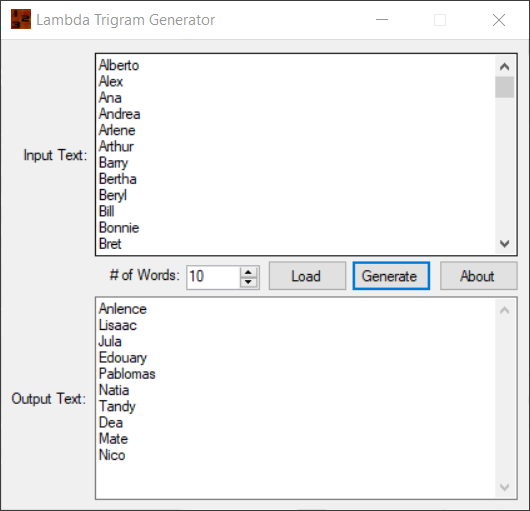 Lambda Trigram Generator
Input Text:
Alberto
Alex
Ana
Andrea
Arlene
Arthur
Barry
Bertha
Beryl
Bill
Bonnie
Bret
# of Words: 10 Load Generate About
Output Text:
Anlence
Lisaac
Jula
Edouary
Pablomas
Natia
Tandy
Dea
Mate
Nico